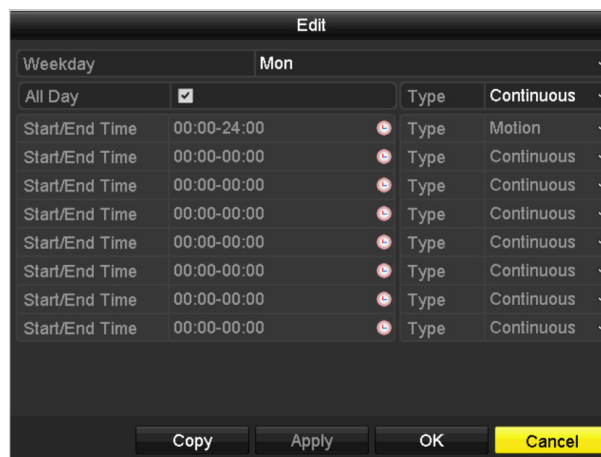 Edit
Weekday Mon
All Day Type Continuous
Start/End Time 00:00-24:00 Type Motion
Start/End Time 00:00-00:00 Type Continuous
Start/End Time 00:00-00:00 Type Continuous
Start/End Time 00:00-00:00 Type Continuous
Start/End Time 00:00-00:00 Type Continuous
Start/End Time 00:00-00:00 Type Continuous
Start/End Time 00:00-00:00 Type Continuous
Start/End Time 00:00-00:00 Type Continuous
Copy Apply OK Cancel